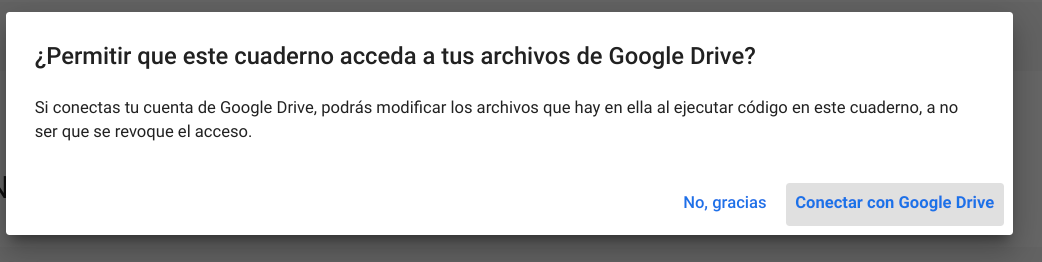 ¿Permitir que este cuaderno acceda a tus archivos de Google Drive?
Si conectas tu cuenta de Google Drive, podrás modificar los archivos que hay en ella al ejecutar código en este cuaderno, a no
ser que se revoque el acceso.
No, gracias
Conectar con Google Drive